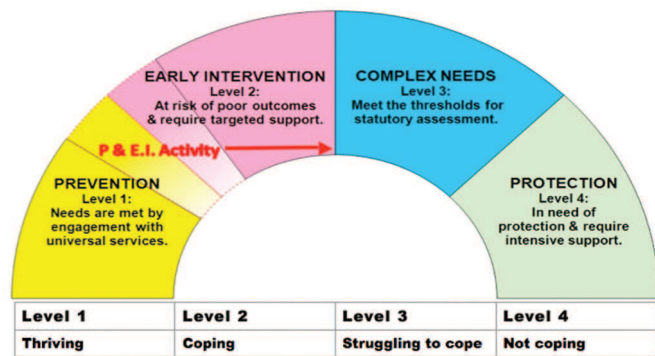 EARLY INTERVENTION
Level 2:
At risk of poor outcomes
& require targeted support.
COMPLEX NEEDS
Level 3:
Meet the thresholds for
statutory assessment.
P & E.I. Activity
PREVENTION
Level 1:
Needs are met by
engagement with
universal services.
PROTECTION
Level 4:
In need of
protection & require
intensive support.
Level 1 Level 2 Level 3 Level 4
Thriving Coping Struggling to cope Not coping